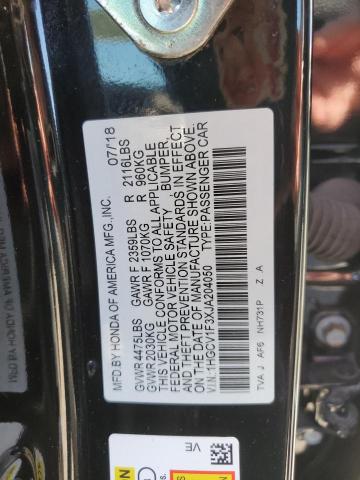 MFD.BY HONDA OF AMERICA MFG.,INC. 07/18
GVWR 4475LBS GAWR F 2359LBS R 2116LBS
GVWR 2030KG GAWR F 1070KG R 960KG
THIS VEHICLE CONFORMS TO ALL APPLICABLE
FEDERAL MOTOR VEHICLE SAFETY BUMPER,
AND THEFT PREVENTION STANDARDS IN EFFECT
ON THE DATE OF MANUFACTURE SHOWN ABOVE.
V.I.N.:1HGCV1F3XJA204050 TYPE:PASSENGER CAR
TVA J AF6 NH731P Z A
VE